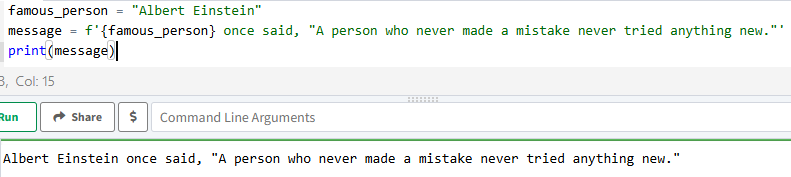 famous_person = "Albert Einstein"
message = f'{famous_person} once said, "A person who never made a mistake never tried anything new."'
print(message)
3, Col: 15
Run Share $ Command Line Arguments
Albert Einstein once said, "A person who never made a mistake never tried anything new."